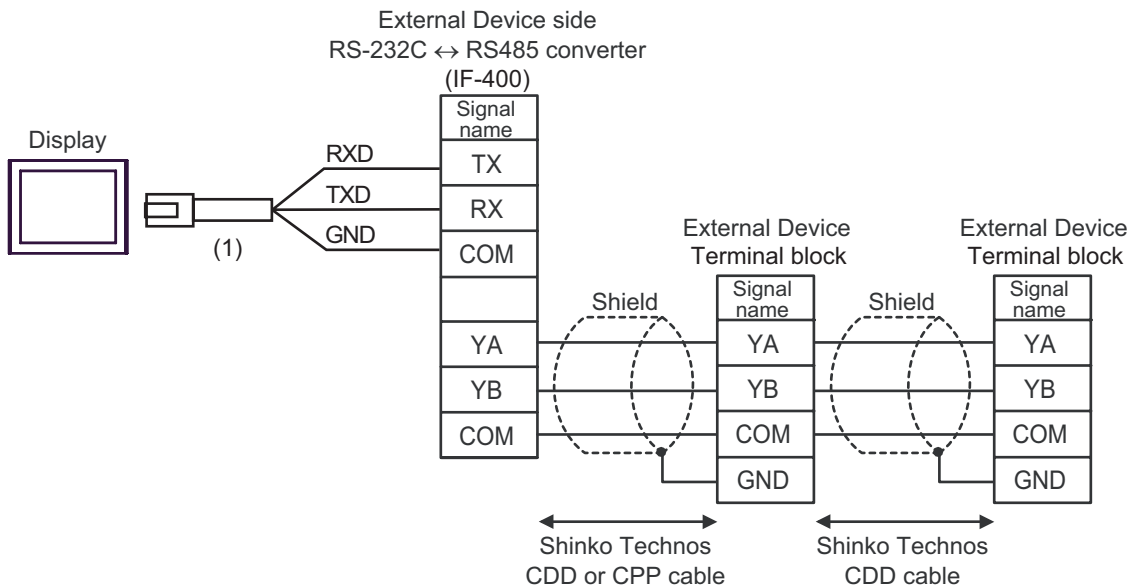 External Device side
RS-232C ↔ RS485 converter
(IF-400)
Signal
name
Display
RXD
TX
TXD
RX
(1)
GND
COM
External Device
Terminal block
External Device
Terminal block
Shield
Signal
name
Shield
Signal
name
YA
YA
YA
YB
YB
YB
COM
COM
COM
GND
GND
Shinko Technos
CDD or CPP cable
Shinko Technos
CDD cable